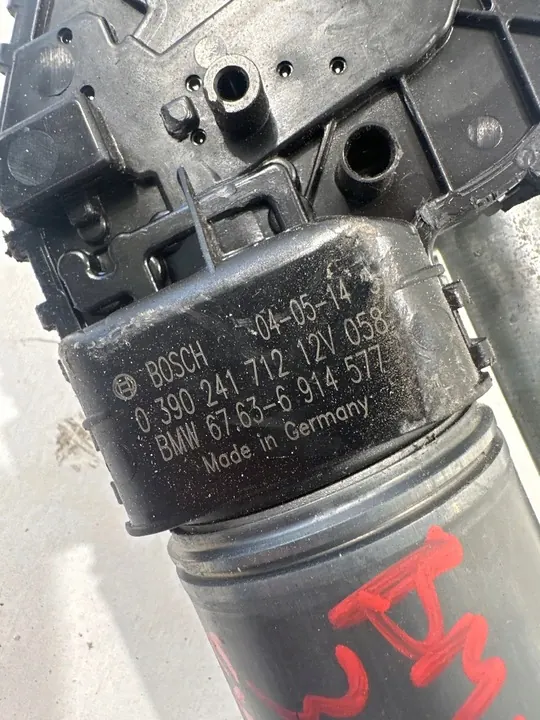 04-05-14
BOSCH
0 390 241 712 12V 058
BMW 67.63-6 914 577
Made in Germany